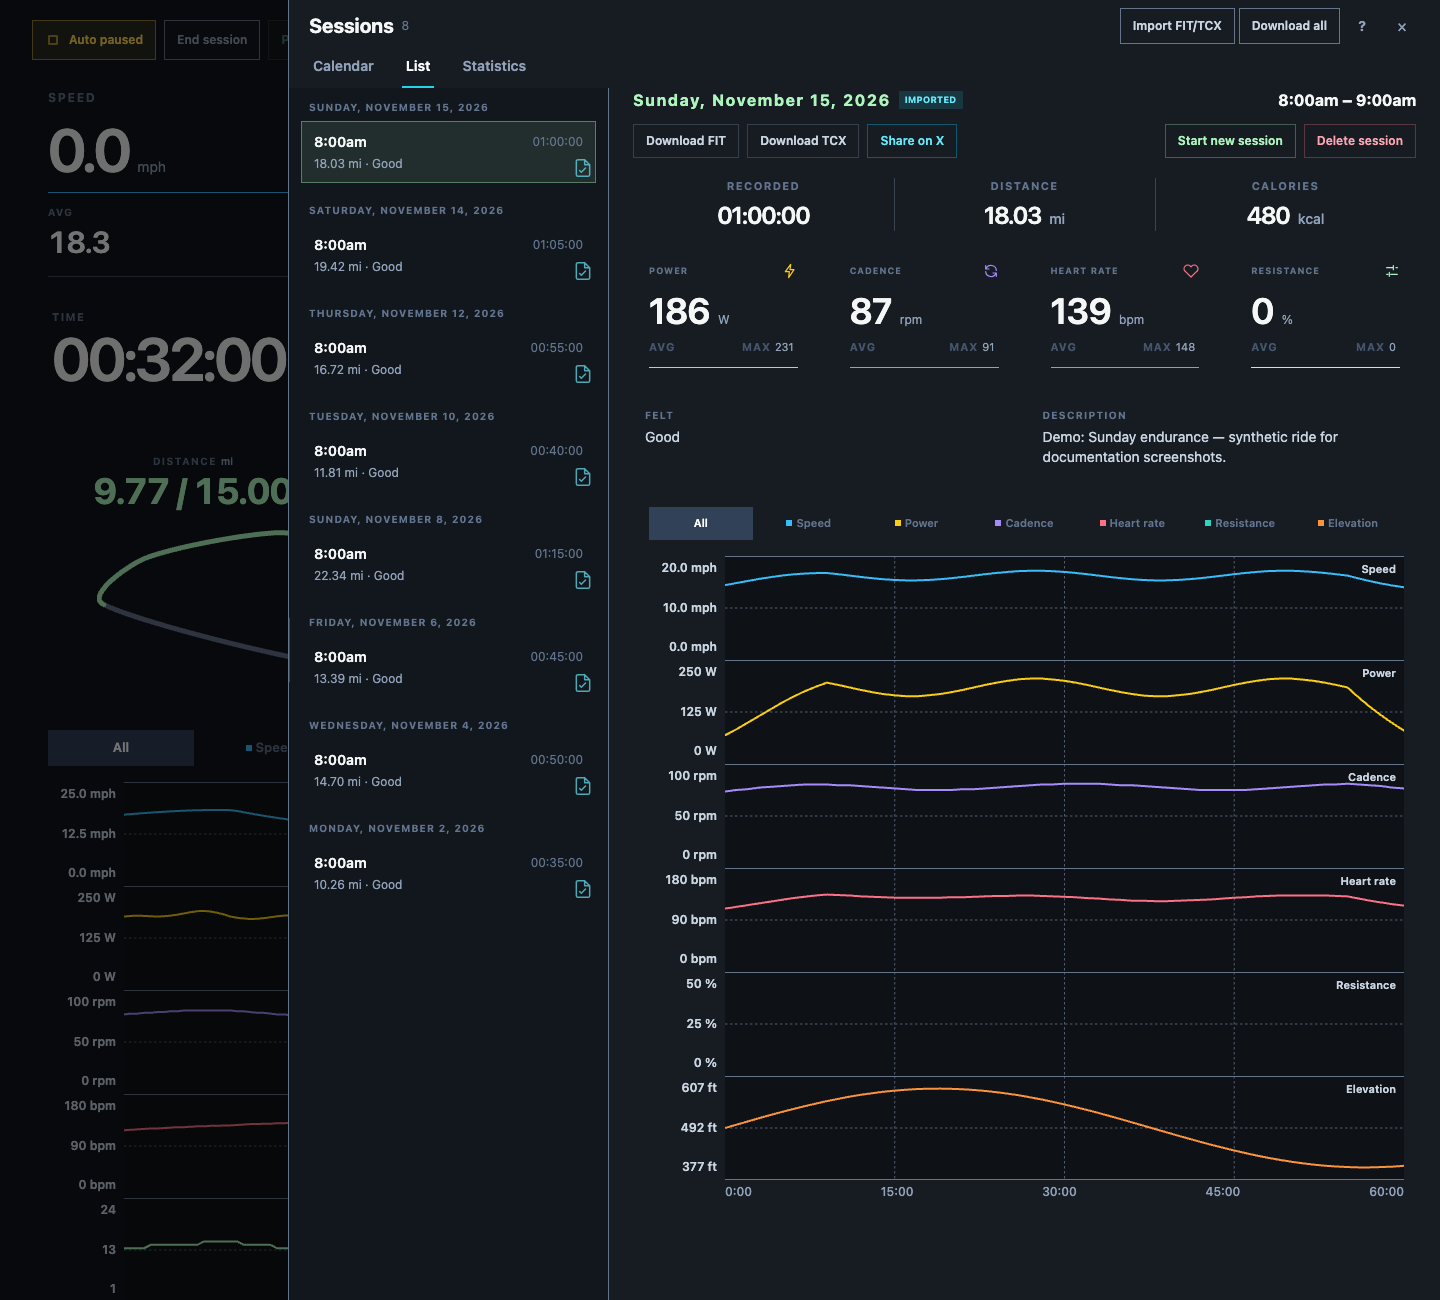 Auto paused
End session
P
SPEED
0.0 mph
AVG
18.3
TIME
00:32:00
DISTANCE mi
9.77 / 15.00
All
Spee
25.0 mph
12.5 mph
0.0 mph
250 W
125 W
0 W
100 rpm
50 rpm
0 rpm
180 bpm
90 bpm
0 bpm
24
13
1
Sessions 8
Import FIT/TCX
Download all
?
×
Calendar
List
Statistics
SUNDAY, NOVEMBER 15, 2026
8:00am 01:00:00
18.03 mi · Good
SATURDAY, NOVEMBER 14, 2026
8:00am 01:05:00
19.42 mi · Good
THURSDAY, NOVEMBER 12, 2026
8:00am 00:55:00
16.72 mi · Good
TUESDAY, NOVEMBER 10, 2026
8:00am 00:40:00
11.81 mi · Good
SUNDAY, NOVEMBER 8, 2026
8:00am 01:15:00
22.34 mi · Good
FRIDAY, NOVEMBER 6, 2026
8:00am 00:45:00
13.39 mi · Good
WEDNESDAY, NOVEMBER 4, 2026
8:00am 00:50:00
14.70 mi · Good
MONDAY, NOVEMBER 2, 2026
8:00am 00:35:00
10.26 mi · Good
Sunday, November 15, 2026 IMPORTED 8:00am – 9:00am
Download FIT
Download TCX
Share on X
Start new session
Delete session
RECORDED
01:00:00
DISTANCE
18.03 mi
CALORIES
480 kcal
POWER
186 W
AVG MAX 231
CADENCE
87 rpm
AVG MAX 91
HEART RATE
139 bpm
AVG MAX 148
RESISTANCE
0 %
AVG MAX 0
FELT
Good
DESCRIPTION
Demo: Sunday endurance — synthetic ride for
documentation screenshots.
All
Speed
Power
Cadence
Heart rate
Resistance
Elevation
20.0 mph
10.0 mph
0.0 mph
Speed
250 W
125 W
0 W
Power
100 rpm
50 rpm
0 rpm
Cadence
180 bpm
90 bpm
0 bpm
Heart rate
50 %
25 %
0 %
Resistance
607 ft
492 ft
377 ft
Elevation
0:00
15:00
30:00
45:00
60:00